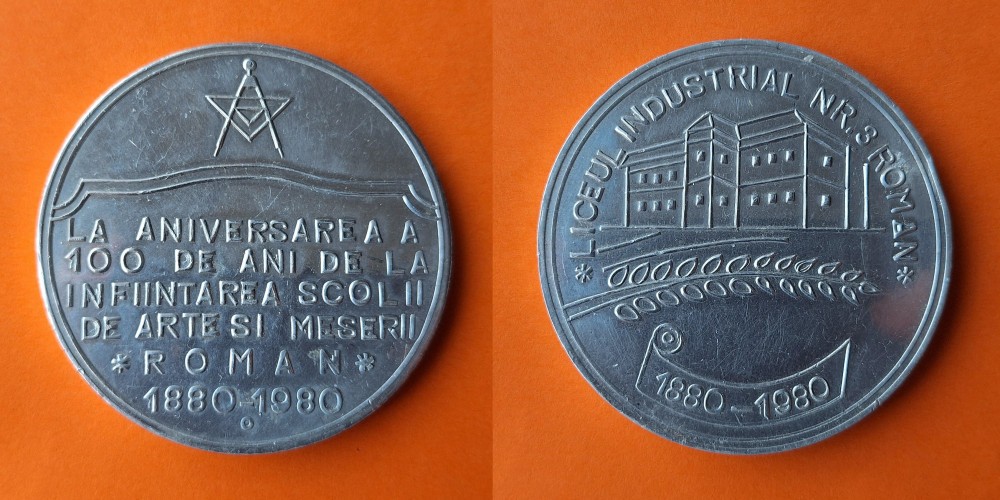 LA ANIVERSAREA A
100 DE ANI DE LA
INFIINTAREA SCOLII
DE ARTE SI MESERII
* ROMAN *
1880-1980
* LICEUL INDUSTRIAL NR.3 ROMAN *
1880-1980